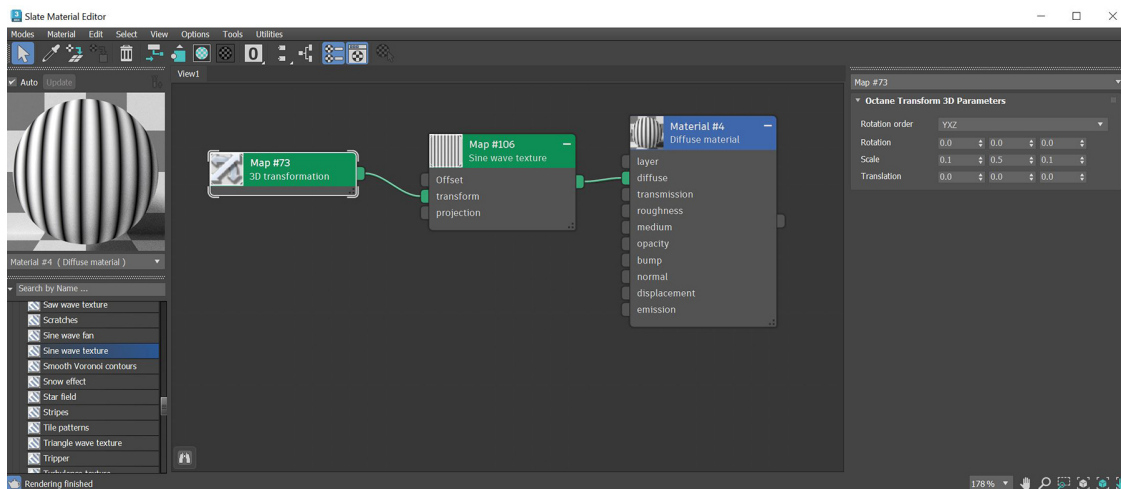 Slate Material Editor
Modes Material Edit Select View Options Tools Utilities
0
Auto Update
View1
Map #73
Octane Transform 3D Parameters
Rotation order YXZ
Rotation 0.0 0.0 0.0
Scale 0.1 0.5 0.1
Translation 0.0 0.0 0.0
Map #73
3D transformation
Map #106
Sine wave texture
Offset
transform
projection
Material #4
Diffuse material
layer
diffuse
transmission
roughness
medium
opacity
bump
normal
displacement
emission
Material #4 ( Diffuse material )
Search by Name ...
Saw wave texture
Scratches
Sine wave fan
Sine wave texture
Smooth Voronoi contours
Snow effect
Star field
Stripes
Tile patterns
Triangle wave texture
Tripper
Turbulence texture
Rendering finished
178%